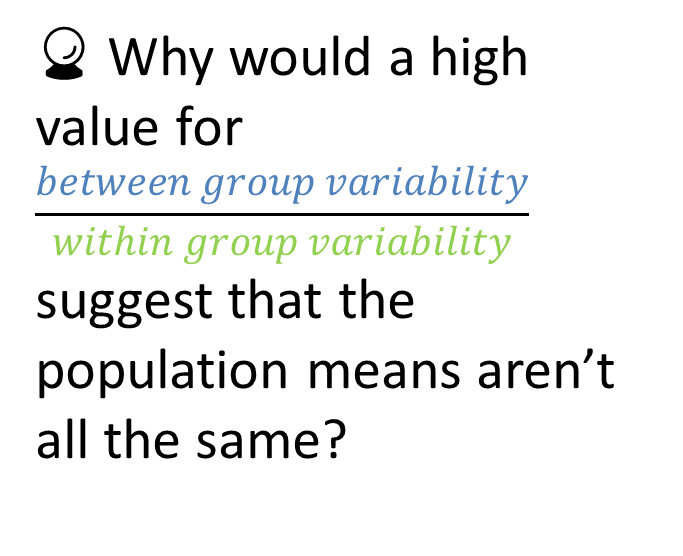 🔮 Why would a high
value for
between group variability
within group variability
suggest that the
population means aren’t
all the same?